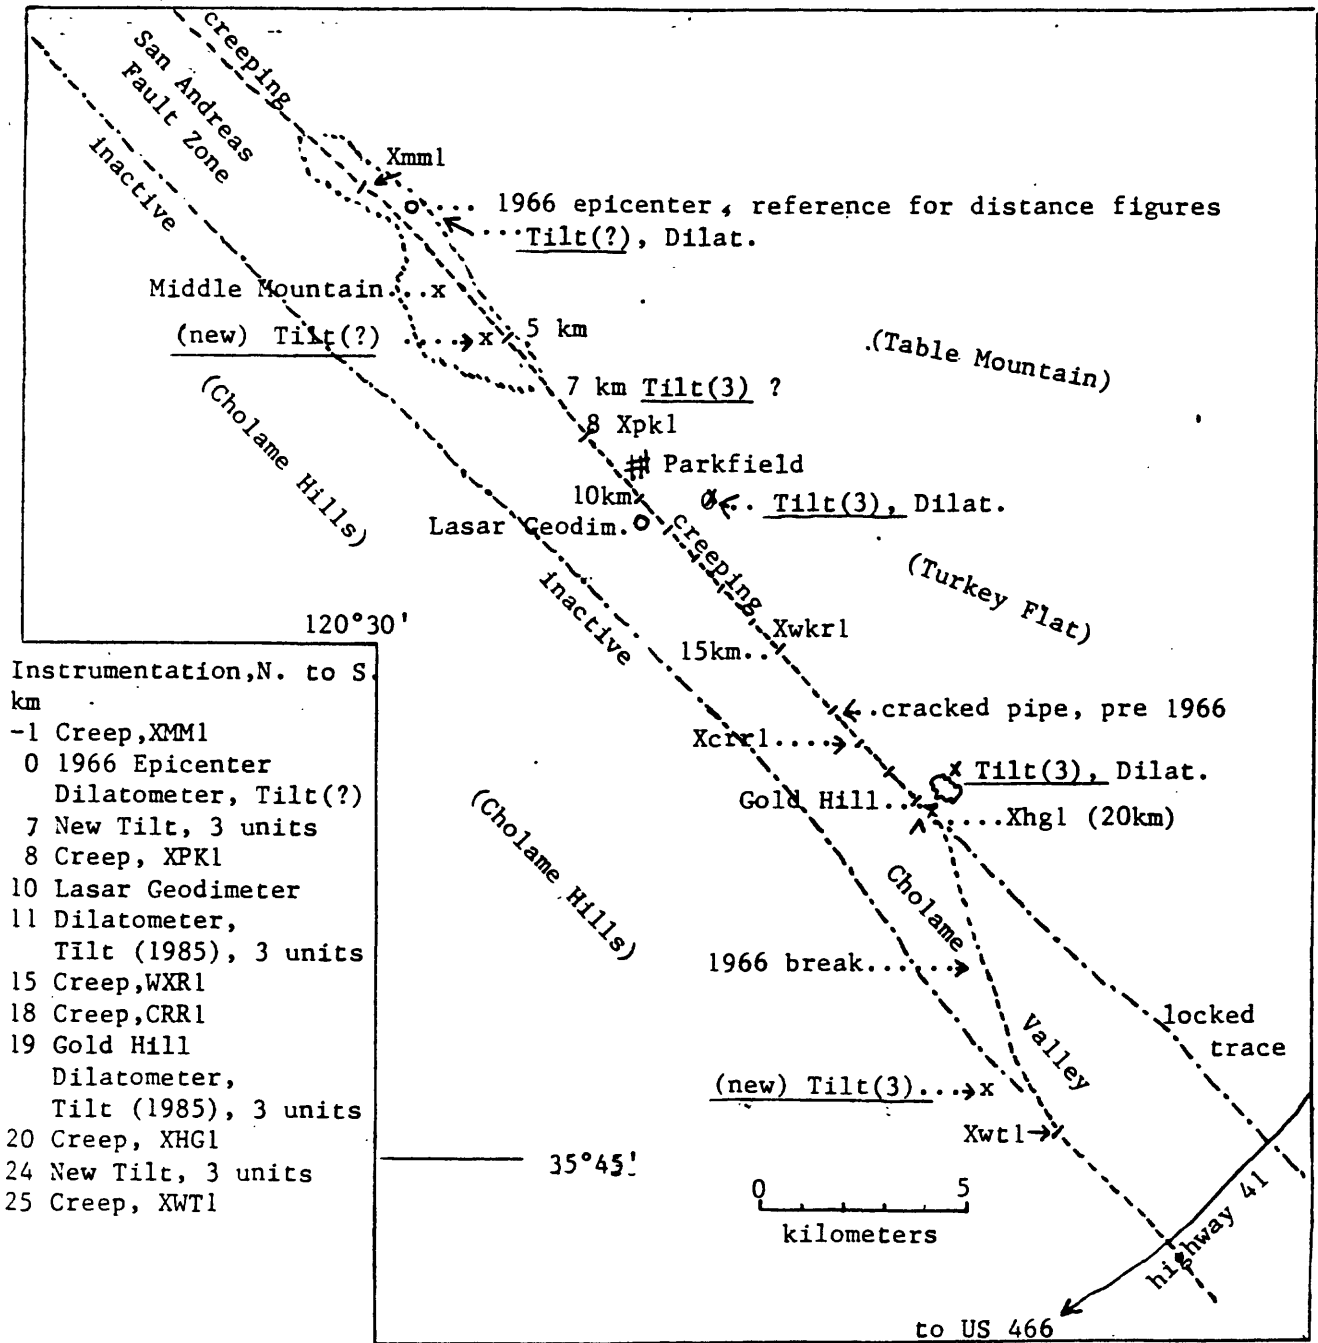 creeping
San Andreas
Fault Zone
inactive
Xmm1
1966 epicenter, reference for distance figures
Tilt(?), Dilat.
Middle Mountain...x
(new) Tilt(?) ....→ x
5 km
(Table Mountain)
(Cholame Hills)
7 km Tilt(3) ?
8 Xpk1
Parkfield
10km
Tilt(3), Dilat.
Lasar Geodim.
creeping
(Turkey Flat)
inactive
120°30'
Xwkr1
15km..
Instrumentation,N. to S.
km
-1 Creep,XMM1
0 1966 Epicenter
Dilatometer, Tilt(?)
7 New Tilt, 3 units
8 Creep, XPK1
10 Lasar Geodimeter
11 Dilatometer,
Tilt (1985), 3 units
15 Creep,WXR1
18 Creep,CRR1
19 Gold Hill
Dilatometer,
Tilt (1985), 3 units
20 Creep, XHG1
24 New Tilt, 3 units
25 Creep, XWT1
cracked pipe, pre 1966
Xcrr1....→
x Tilt(3), Dilat.
Gold Hill..
Xhg1 (20km)
(Cholame Hills)
Cholame
Valley
1966 break......→
locked
trace
(new) Tilt(3)...→x
Xwt1→
35°45'
0 5
kilometers
highway 41
to US 466